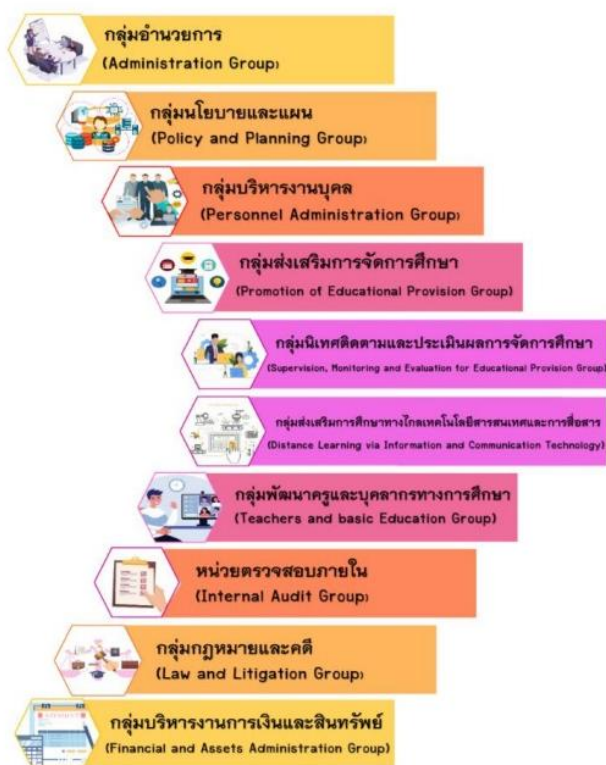 กลุ่มอำนวยการ
(Administration Group)
กลุ่มนโยบายและแผน
(Policy and Planning Group)
กลุ่มบริหารงานบุคล
(Personnel Administration Group)
กลุ่มส่งเสริมการจัดการศึกษา
(Promotion of Educational Provision Group)
กลุ่มนิเทศติดตามและประเมินผลการจัดการศึกษา
(Supervision, Monitoring and Evaluation for Educational Provision Group)
กลุ่มส่งเสริมการศึกษาทางไกลเทคโนโลยีสารสนเทศและการสื่อสาร
(Distance Learning via Information and Communication Technology)
กลุ่มพัฒนาครูและบุคลากรทางการศึกษา
(Teachers and basic Education Group)
หน่วยตรวจสอบภายใน
(Internal Audit Group)
กลุ่มกฎหมายและคดี
(Law and Litigation Group)
กลุ่มบริหารงานการเงินและสินทรัพย์
(Financial and Assets Administration Group)